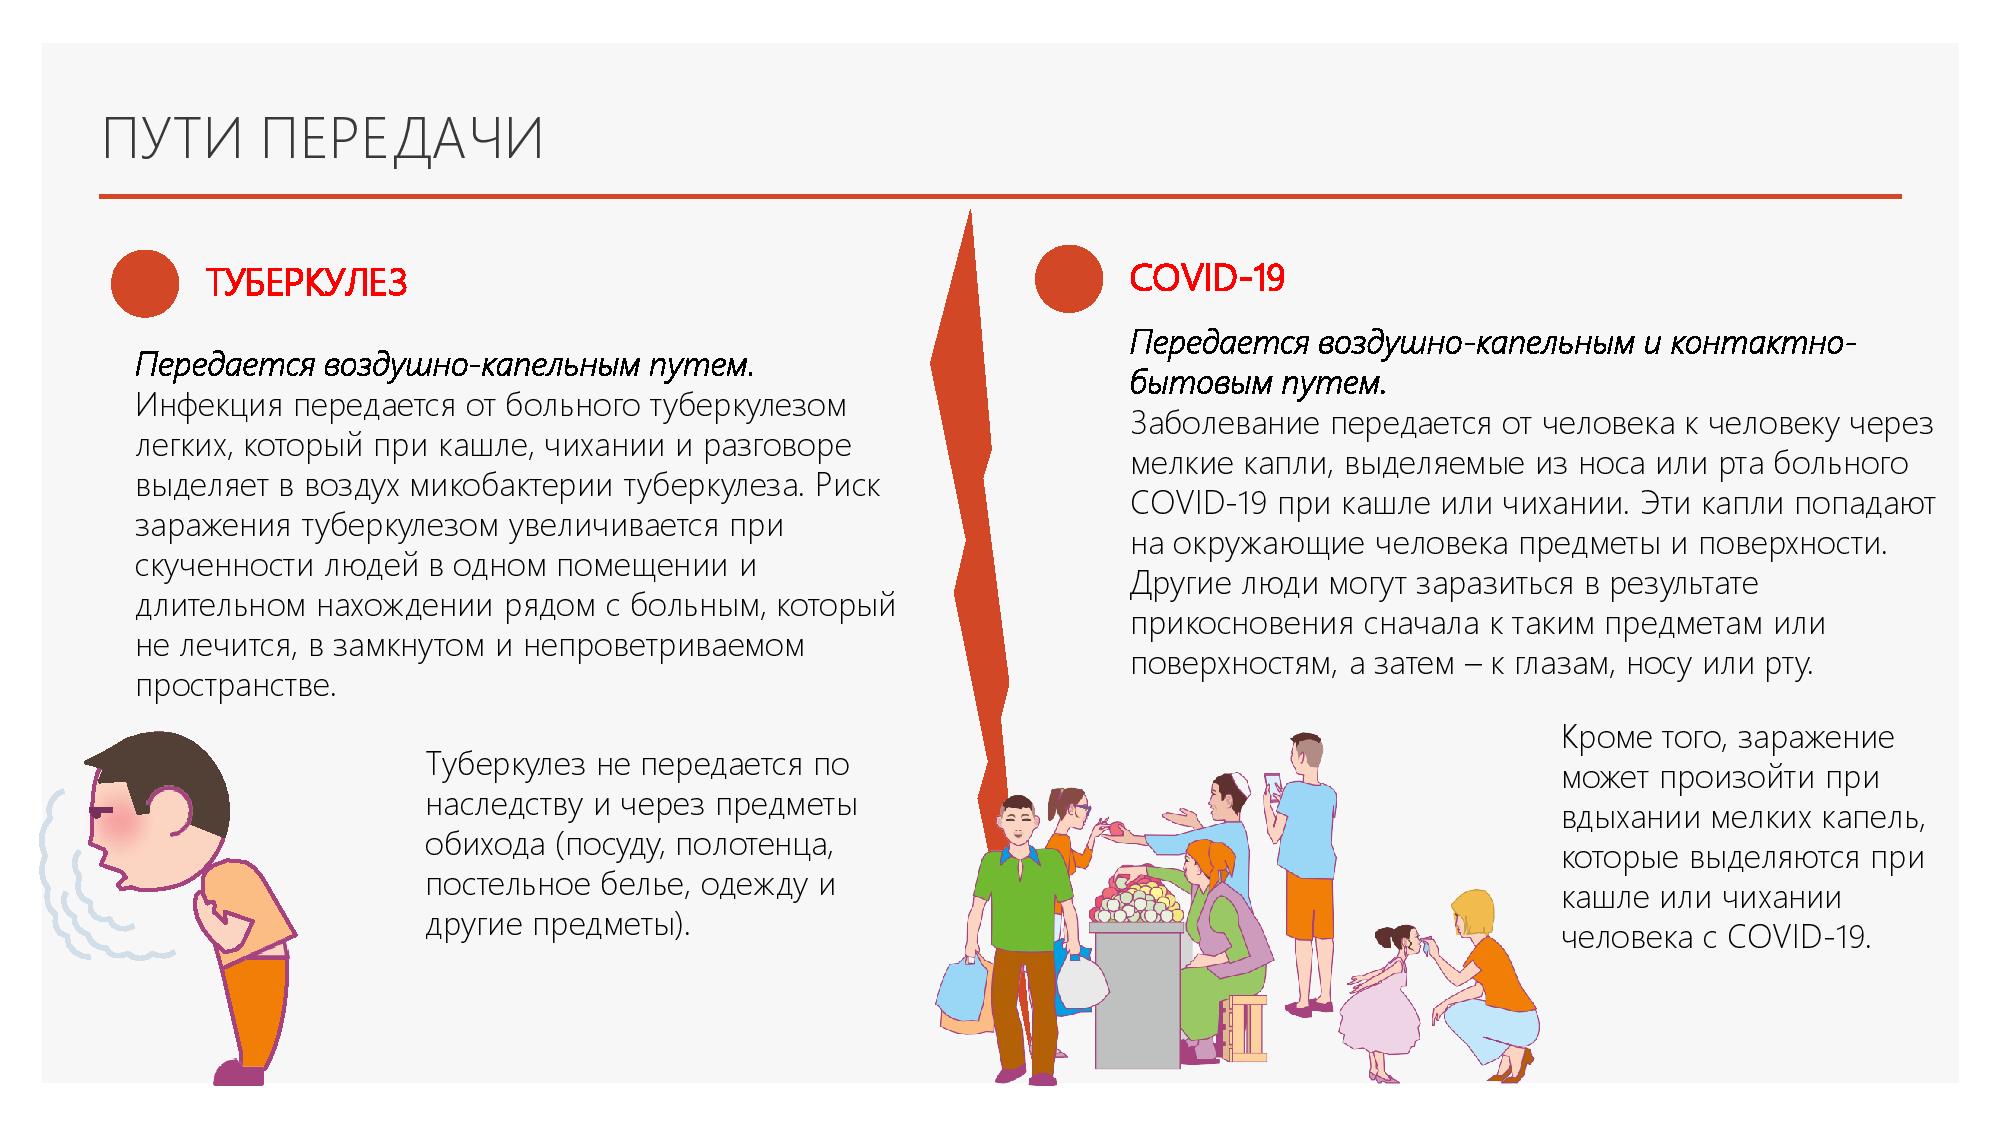 ПУТИ ПЕРЕДАЧИ
ТУБЕРКУЛЕЗ
Передается воздушно-капельным путем.
Инфекция передается от больного туберкулезом
легких, который при кашле, чихании и разговоре
выделяет в воздух микобактерии туберкулеза. Риск
заражения туберкулезом увеличивается при
скученности людей в одном помещении и
длительном нахождении рядом с больным, который
не лечится, в замкнутом и непроветриваемом
пространстве.
Туберкулез не передается по
наследству и через предметы
обихода (посуду, полотенца,
постельное белье, одежду и
другие предметы).
COVID-19
Передается воздушно-капельным и контактно-
бытовым путем.
Заболевание передается от человека к человеку через
мелкие капли, выделяемые из носа или рта больного
COVID-19 при кашле или чихании. Эти капли попадают
на окружающие человека предметы и поверхности.
Другие люди могут заразиться в результате
прикосновения сначала к таким предметам или
поверхностям, а затем – к глазам, носу или рту.
Кроме того, заражение
может произойти при
вдыхании мелких капель,
которые выделяются при
кашле или чихании
человека с COVID-19.